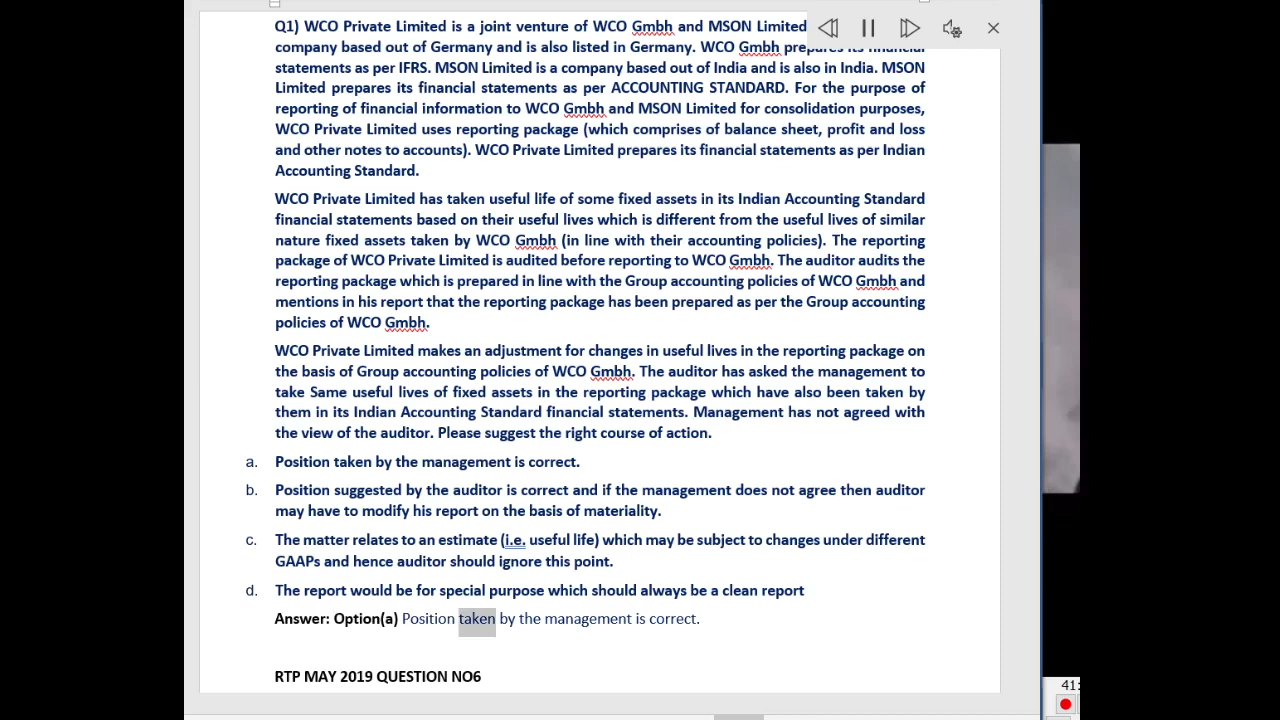 Q1) WCO Private Limited is a joint venture of WCO Gmbh and MSON Limited
company based out of Germany and is also listed in Germany. WCO Gmbh prepares its financial
statements as per IFRS. MSON Limited is a company based out of India and is also in India. MSON
Limited prepares its financial statements as per ACCOUNTING STANDARD. For the purpose of
reporting of financial information to WCO Gmbh and MSON Limited for consolidation purposes,
WCO Private Limited uses reporting package (which comprises of balance sheet, profit and loss
and other notes to accounts). WCO Private Limited prepares its financial statements as per Indian
Accounting Standard.
WCO Private Limited has taken useful life of some fixed assets in its Indian Accounting Standard
financial statements based on their useful lives which is different from the useful lives of similar
nature fixed assets taken by WCO Gmbh (in line with their accounting policies). The reporting
package of WCO Private Limited is audited before reporting to WCO Gmbh. The auditor audits the
reporting package which is prepared in line with the Group accounting policies of WCO Gmbh and
mentions in his report that the reporting package has been prepared as per the Group accounting
policies of WCO Gmbh.
WCO Private Limited makes an adjustment for changes in useful lives in the reporting package on
the basis of Group accounting policies of WCO Gmbh. The auditor has asked the management to
take Same useful lives of fixed assets in the reporting package which have also been taken by
them in its Indian Accounting Standard financial statements. Management has not agreed with
the view of the auditor. Please suggest the right course of action.
a. Position taken by the management is correct.
b. Position suggested by the auditor is correct and if the management does not agree then auditor
may have to modify his report on the basis of materiality.
c. The matter relates to an estimate (i.e. useful life) which may be subject to changes under different
GAAPs and hence auditor should ignore this point.
d. The report would be for special purpose which should always be a clean report
Answer: Option(a) Position taken by the management is correct.
RTP MAY 2019 QUESTION NO6